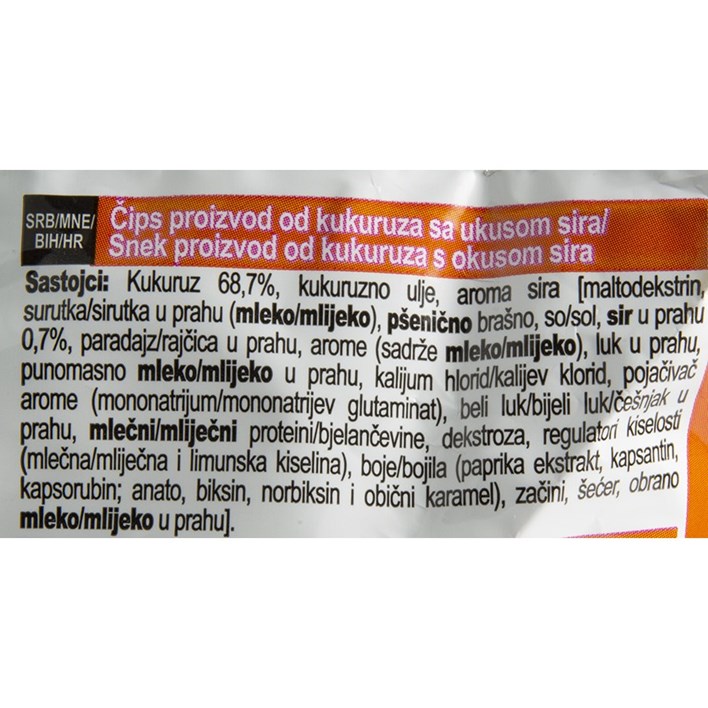 SRB/MNE/
BIH/HR
Čips proizvod od kukuruza sa ukusom sira/
Snek proizvod od kukuruza s okusom sira
Sastojci: Kukuruz 68,7%, kukuruzno ulje, aroma sira [maltodekstrin,
surutka/sirutka u prahu (mleko/mlijeko), pšenično brašno, so/sol, sir u prahu
0,7%, paradajz/rajčica u prahu, arome (sadrže mleko/mlijeko), luk u prahu,
punomasno mleko/mlijeko u prahu, kalijum hlorid/kalijev klorid, pojačivač
arome (mononatrijum/mononatrijev glutaminat), beli luk/bijeli luk/češnjak u
prahu, mlečni/mliječni proteini/bjelančevine, dekstroza, regulatori kiselosti
(mlečna/mliječna i limunska kiselina), boje/bojila (paprika ekstrakt, kapsantin,
kapsorubin; anato, biksin, norbiksin i obični karamel), začini, šećer, obrano
mleko/mlijeko u prahu].